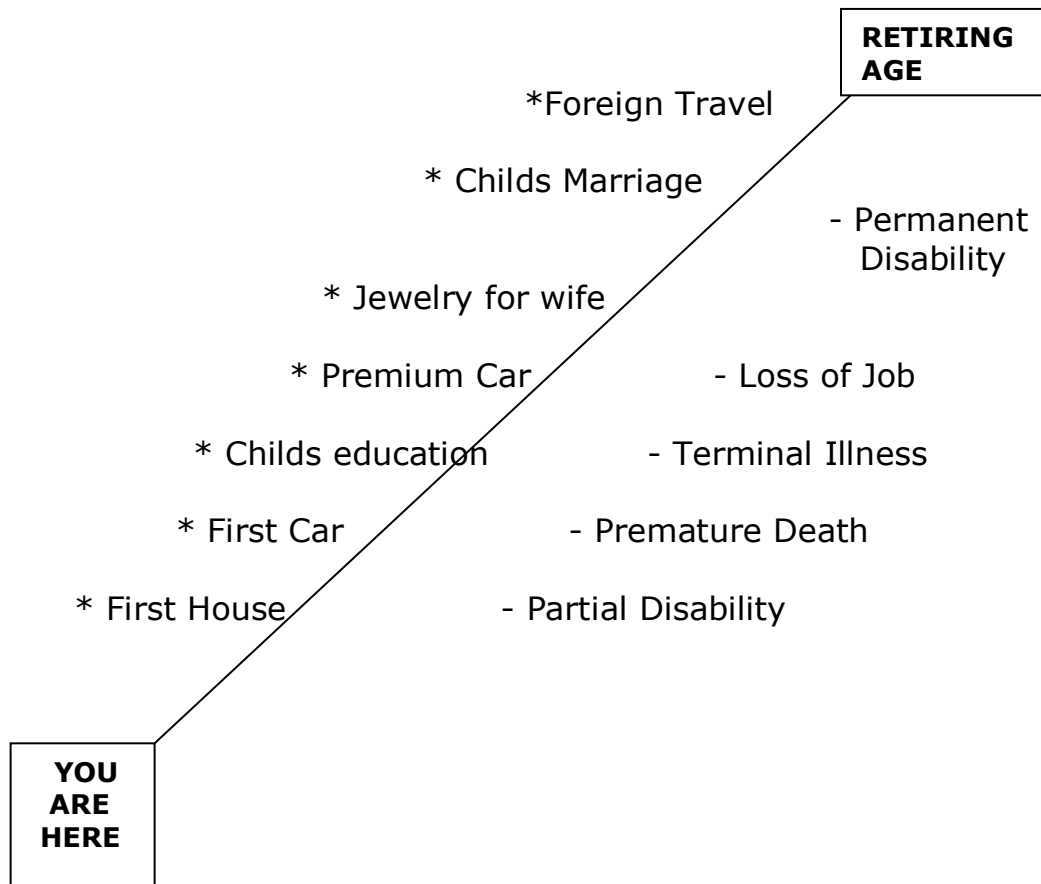 RETIRING
AGE
*Foreign Travel
* Childs Marriage
- Permanent
Disability
* Jewelry for wife
* Premium Car
- Loss of Job
* Childs education
- Terminal Illness
* First Car
- Premature Death
* First House
- Partial Disability
YOU
ARE
HERE